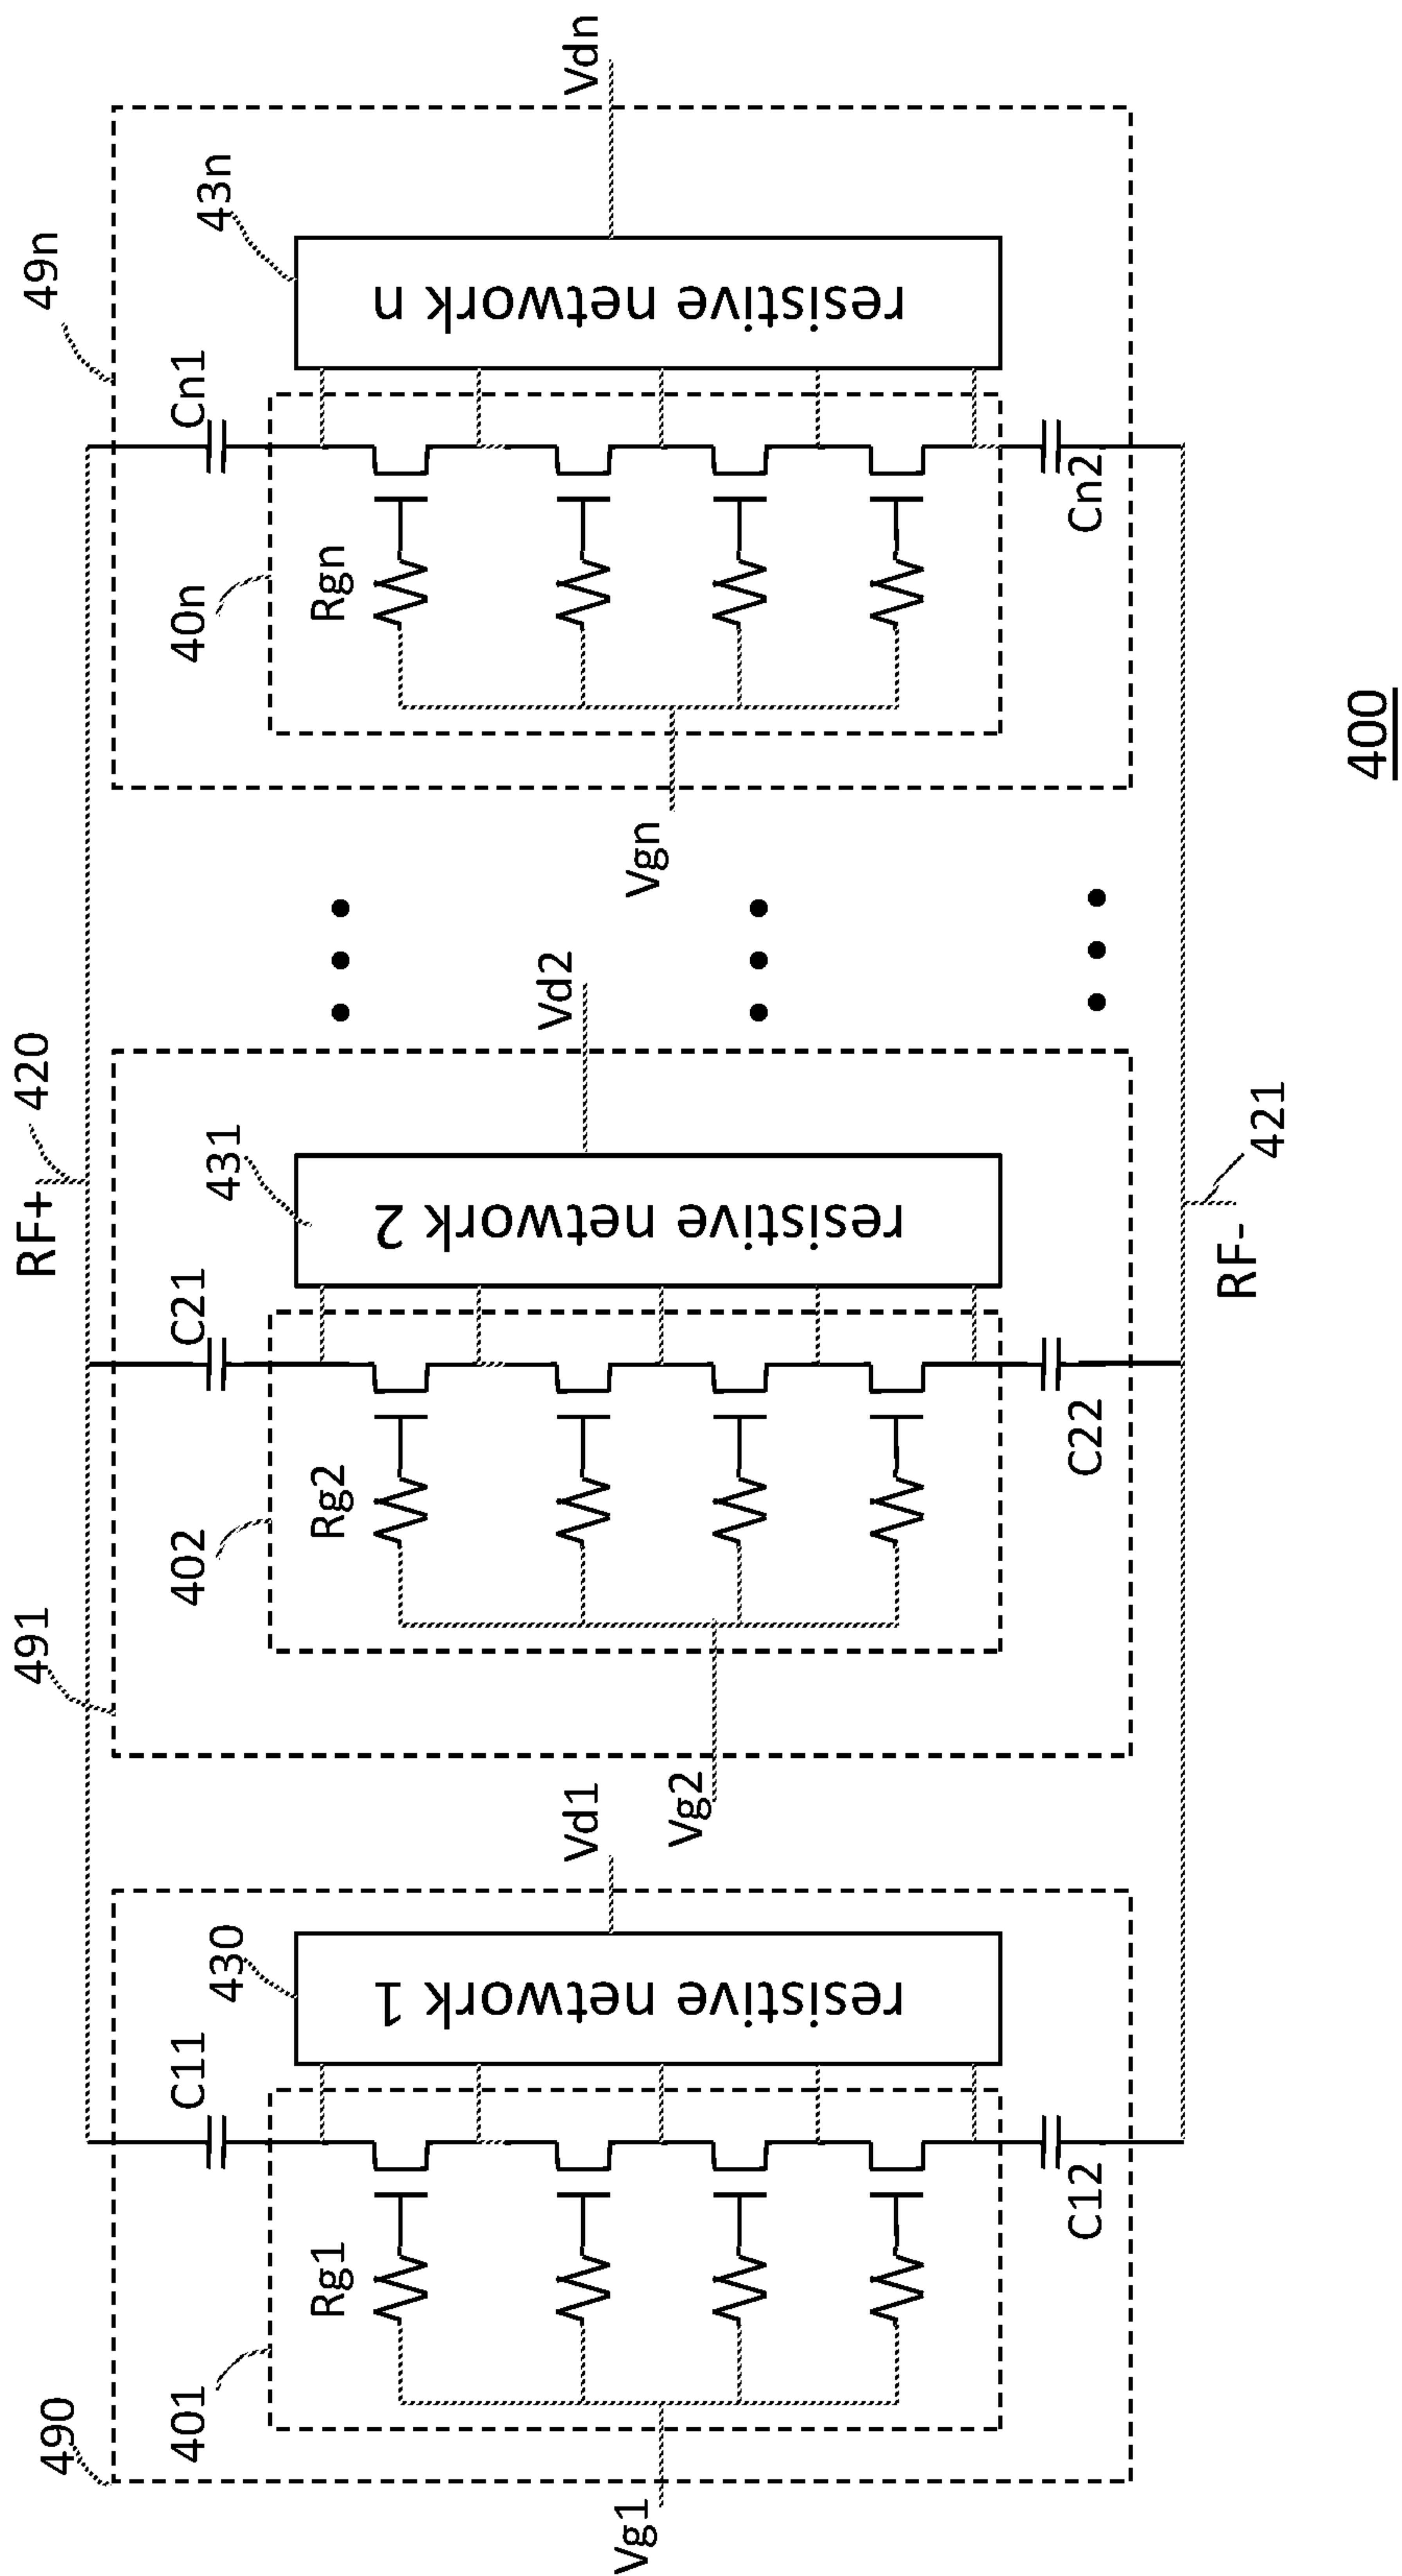 RF+
420
490
491
49n
C11
C21
Cn1
401
430
402
431
40n
43n
Rg1
resistive network 1
Rg2
resistive network 2
Rgn
resistive network n
Vd1
Vd2
Vdn
Vg1
Vg2
Vgn
C12
C22
Cn2
RF-
421
400